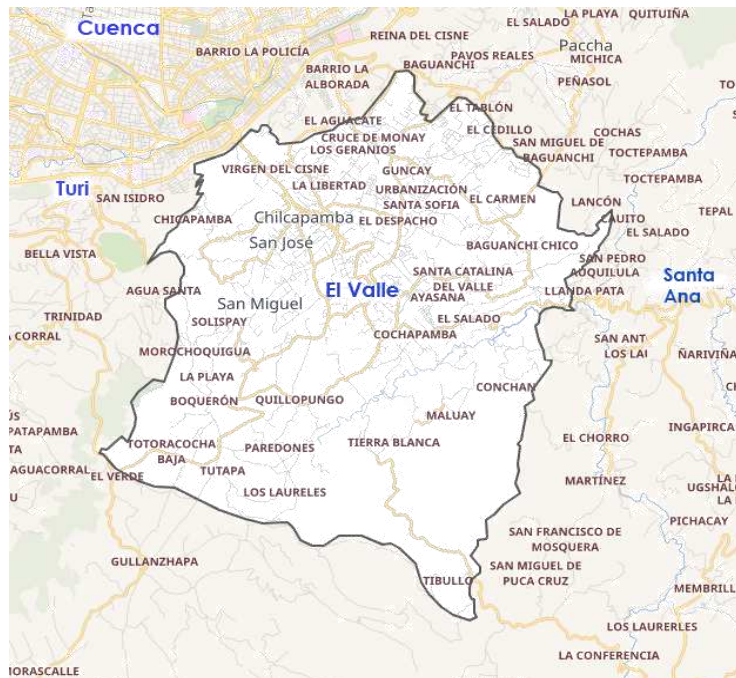 LA PLAYA
QUITUIÑA
EL SALADO
Cuenca
REINA DEL CISNE
Paccha
BARRIO LA POLICÍA
PAVOS REALES
MICHICA
BAGUANCHI
BARRIO LA
ALBORADA
PEÑASOL
EL TABLÓN
EL AGUACATE
EL CEDILLO
COCHAS
CRUCE DE MONAY
LOS GERANIOS
SAN MIGUEL DE
BAGUANCHI
TOCTEPAMBA
VIRGEN DEL CISNE
GUNCAY
TOCTEPAMBA
LA LIBERTAD
URBANIZACIÓN
SANTA SOFIA
Turi
SAN ISIDRO
EL CARMEN
LANCÓN
CHICAPAMBA
Chilcapamba
EL DESPACHO
CAUITO
TEPAL
EL SALADO
San José
BAGUANCHI CHICO
BELLA VISTA
SAN PEDRO
AUQUILULA
SANTA CATALINA
DEL VALLE
Santa
Ana
AGUA SANTA
El Valle
AYASANA
LLANDA PATA
San Miguel
TRINIDAD
SOLISPAY
EL SALADO
A CORRAL
COCHAPAMBA
SAN ANT
LOS LAI
ÑARIVIÑA
MOROCHOQUIGUA
LA PLAYA
CONCHAN
BOQUERÓN
QUILLOPUNGO
MALUAY
ÚS
PATAPAMBA
INGAPIRCA
TOTORACOCHA
BAJA
PAREDONES
TIERRA BLANCA
EL CHORRO
TA
AGUACORRAL
EL VERDE
TUTAPA
MARTÍNEZ
U
LOS LAURELES
UGSHAL
LA
PICHACAY
SAN FRANCISCO DE
MOSQUERA
GULLANZHAPA
SAN MIGUEL DE
PUCA CRUZ
TIBULLO
MEMBRILL
LOS LAURERLES
LA CONFERENCIA
MORASCALLE